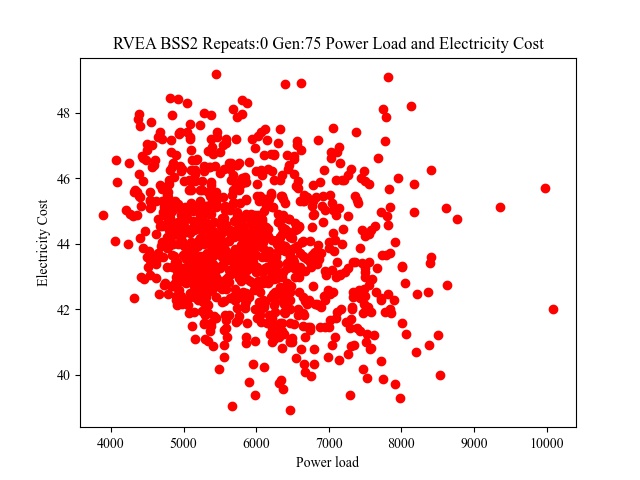 RVEA BSS2 Repeats:0 Gen:75 Power Load and Electricity Cost
48
46
44
42
40
Electricity Cost
4000 5000 6000 7000 8000 9000 10000
Power load